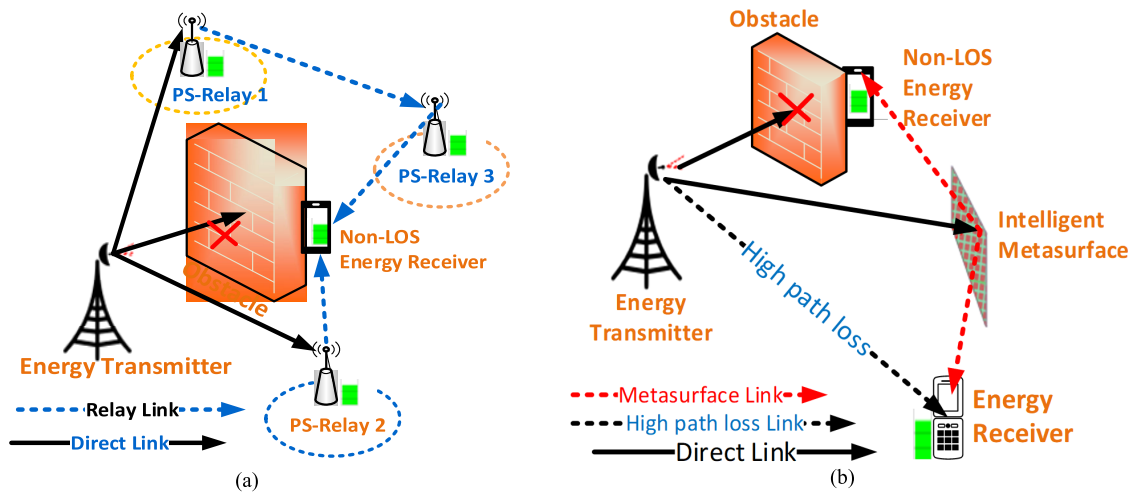 PS-Relay 1
PS-Relay 3
Non-LOS
Energy Receiver
Obstacle
Energy Transmitter
PS-Relay 2
Relay Link
Direct Link
(a)
Obstacle
Non-LOS
Energy
Receiver
Intelligent
Metasurface
Energy
Transmitter
High path loss
Energy
Receiver
Metasurface Link
High path loss Link
Direct Link
(b)